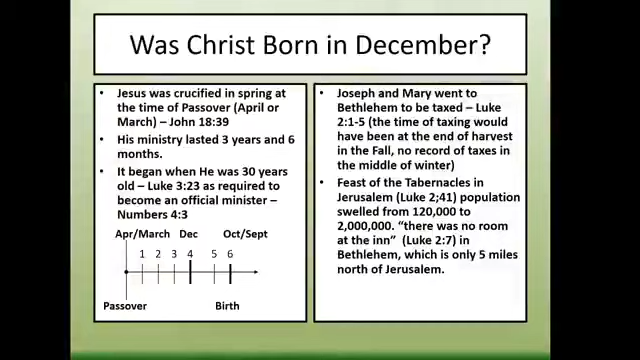 Was Christ Born in December?
• Jesus was crucified in spring at
the time of Passover (April or
March) – John 18:39
• His ministry lasted 3 years and 6
months.
• It began when He was 30 years
old – Luke 3:23 as required to
become an official minister –
Numbers 4:3
Apr/March Dec Oct/Sept
1 2 3 4 5 6
Passover Birth
• Joseph and Mary went to
Bethlehem to be taxed – Luke
2:1-5 (the time of taxing would
have been at the end of harvest
in the Fall, no record of taxes in
the middle of winter)
• Feast of the Tabernacles in
Jerusalem (Luke 2;41) population
swelled from 120,000 to
2,000,000. “there was no room
at the inn” (Luke 2:7) in
Bethlehem, which is only 5 miles
north of Jerusalem.